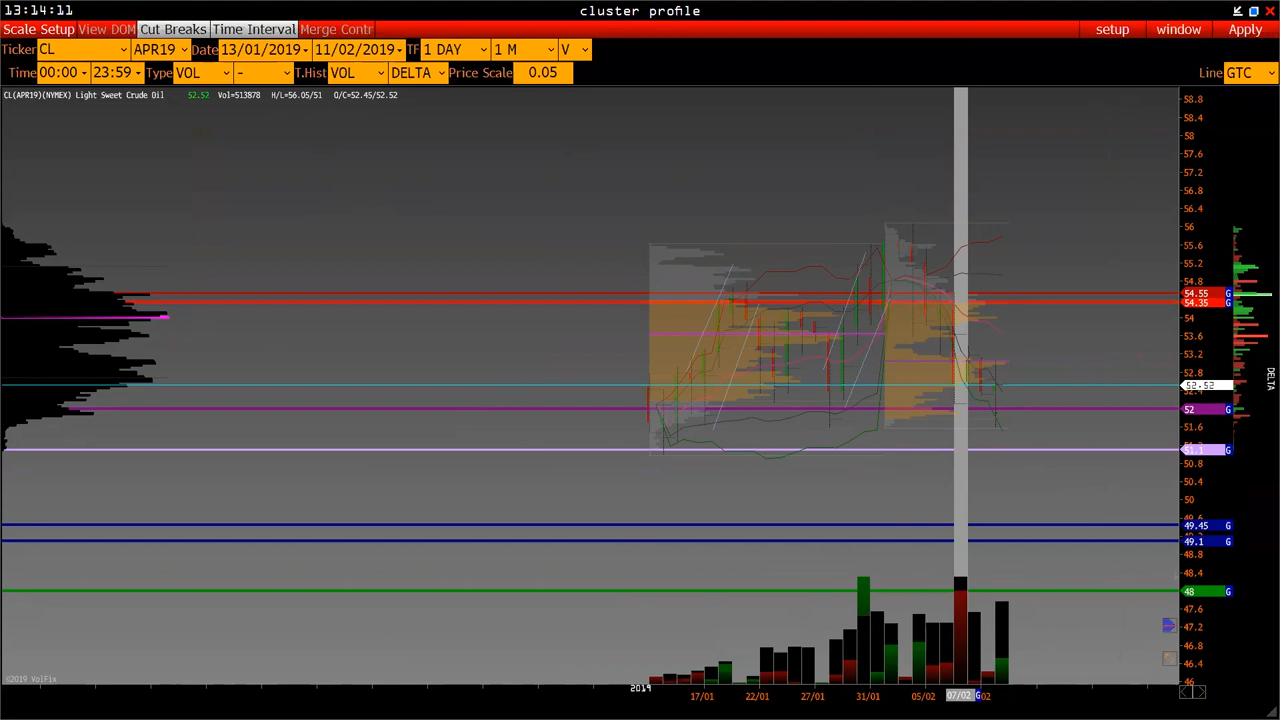 13:14:11 cluster profile
Scale Setup View DOM Cut Breaks Time Interval Merge Contr setup window Apply
Ticker CL APR19 Date 13/01/2019 11/02/2019 TF 1 DAY 1 M V
Time 00:00 23:59 Type VOL - T.Hist VOL DELTA Price Scale 0.05 Line GTC
CL(APR19)(NYMEX) Light Sweet Crude Oil 52.52 Vol=513878 H/L=56.05/51 O/C=52.45/52.52
58.8
58.4
58
57.6
57.2
56.8
56.4
56
55.6
55.2
54.8
54.55 G
54.35 G
54
53.6
53.2
52.8
52.52
DELTA
52 G
51.6
51.1 G
50.8
50.4
50
49.45 G
49.1 G
48.8
48.4
48 G
47.6
47.2
46.8
46.4
46
©2019 VolFix
2019 17/01 22/01 27/01 31/01 05/02 07/02 G 02